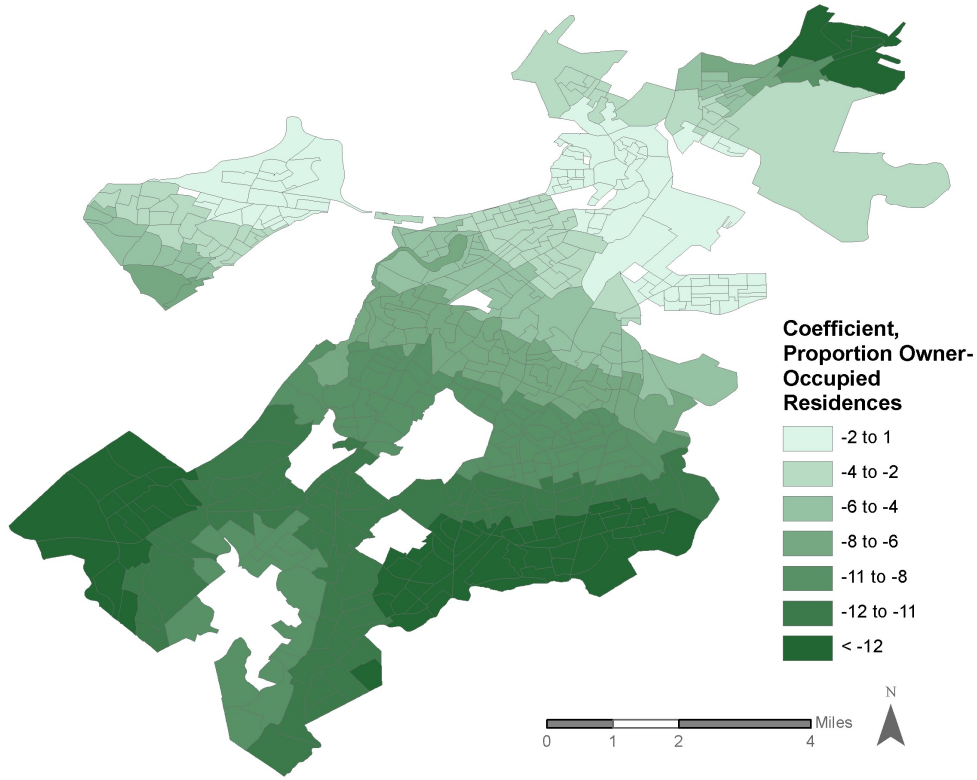 Coefficient,
Proportion Owner-
Occupied
Residences
-2 to 1
-4 to -2
-6 to -4
-8 to -6
-11 to -8
-12 to -11
< -12
N
Miles
0 1 2 4